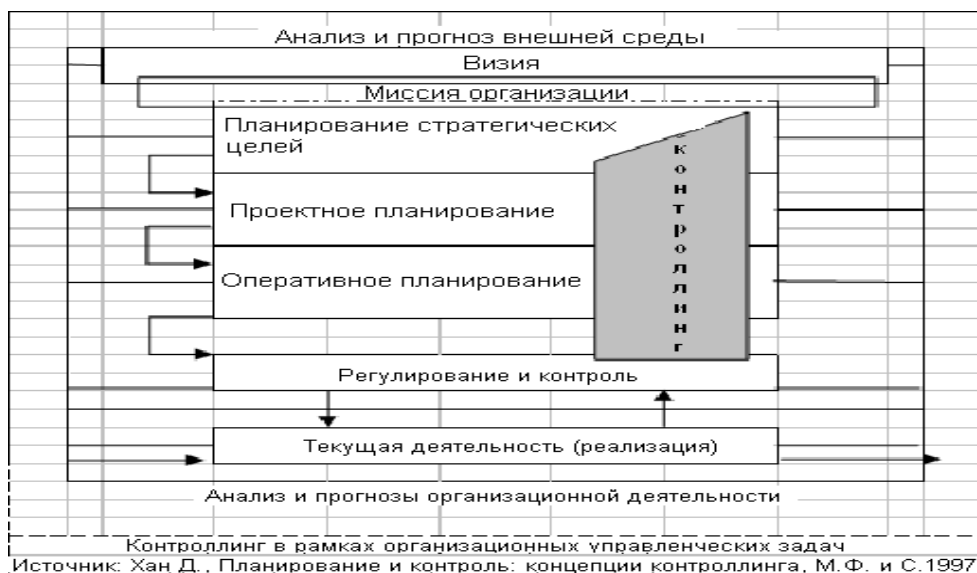 Анализ и прогноз внешней среды
Визия
Миссия организации
Планирование стратегических
целей
Проектное планирование
Оперативное планирование
контроллинг
Регулирование и контроль
Текущая деятельность (реализация)
Анализ и прогнозы организационной деятельности
Контроллинг в рамках организационных управленческих задач
Источник: Хан Д., Планирование и контроль: концепции контроллинга, М.Ф. и С.1997